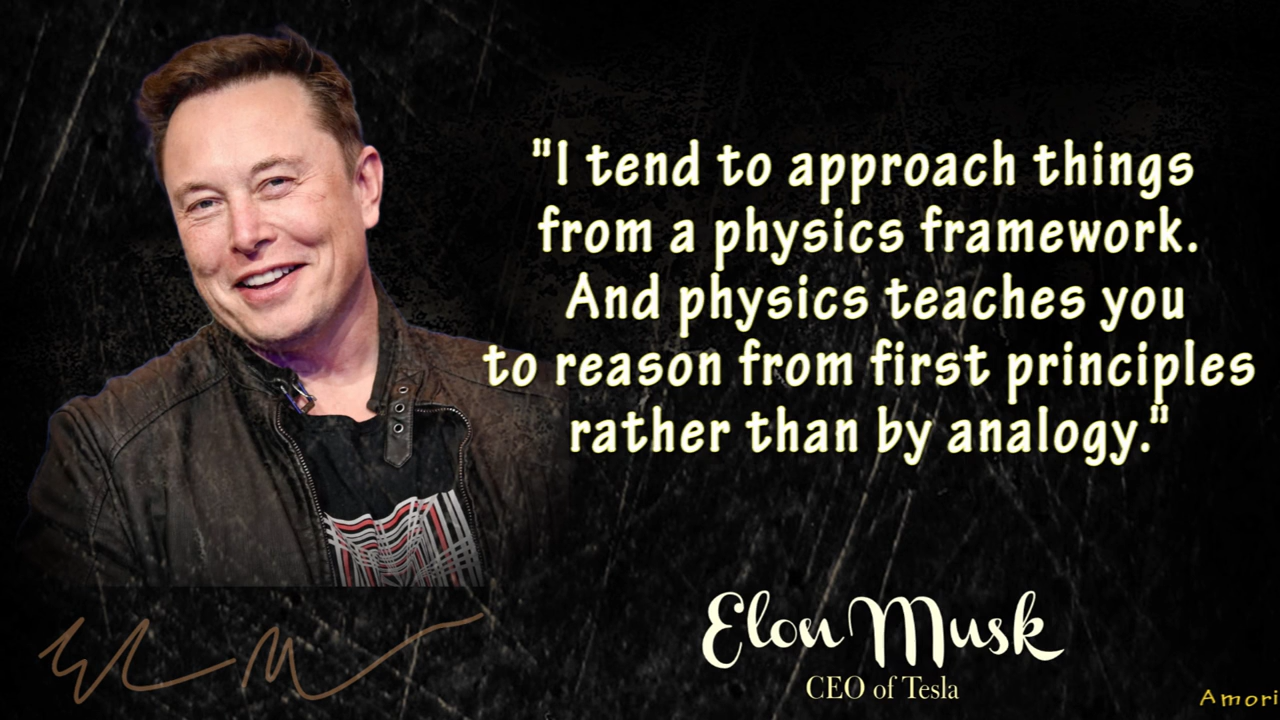 "I tend to approach things
from a physics framework.
And physics teaches you
to reason from first principles
rather than by analogy."
Elon Musk
CEO of Tesla
Amori